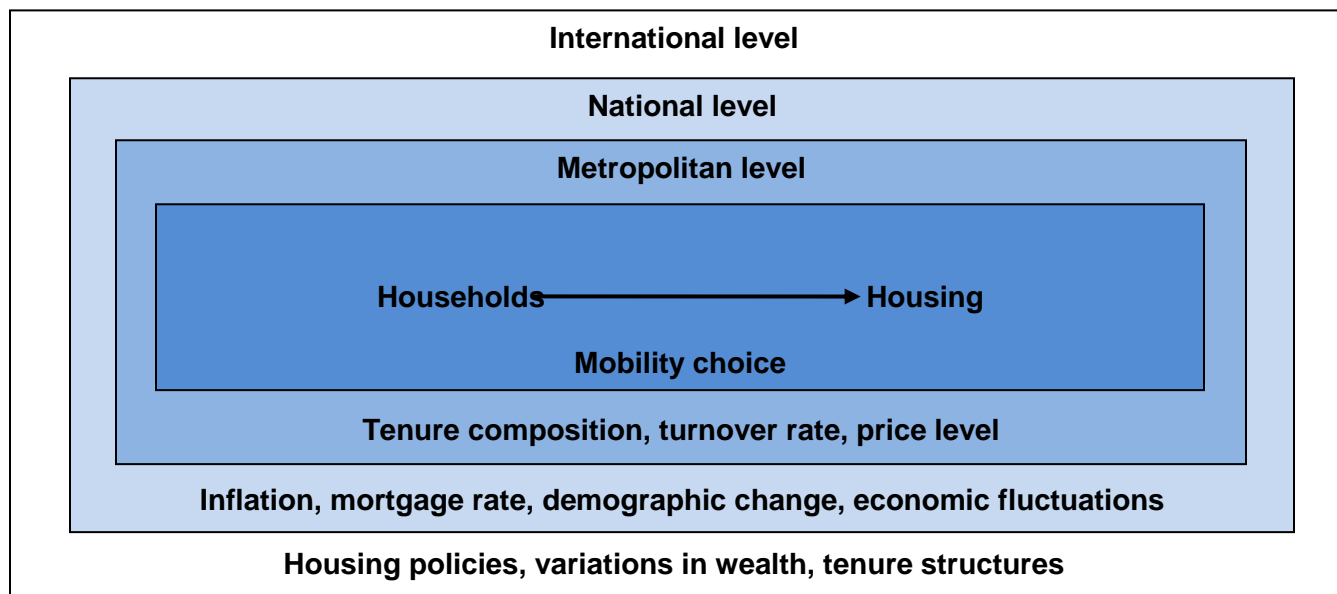 International level
National level
Metropolitan level
Households Housing
Mobility choice
Tenure composition, turnover rate, price level
Inflation, mortgage rate, demographic change, economic fluctuations
Housing policies, variations in wealth, tenure structures